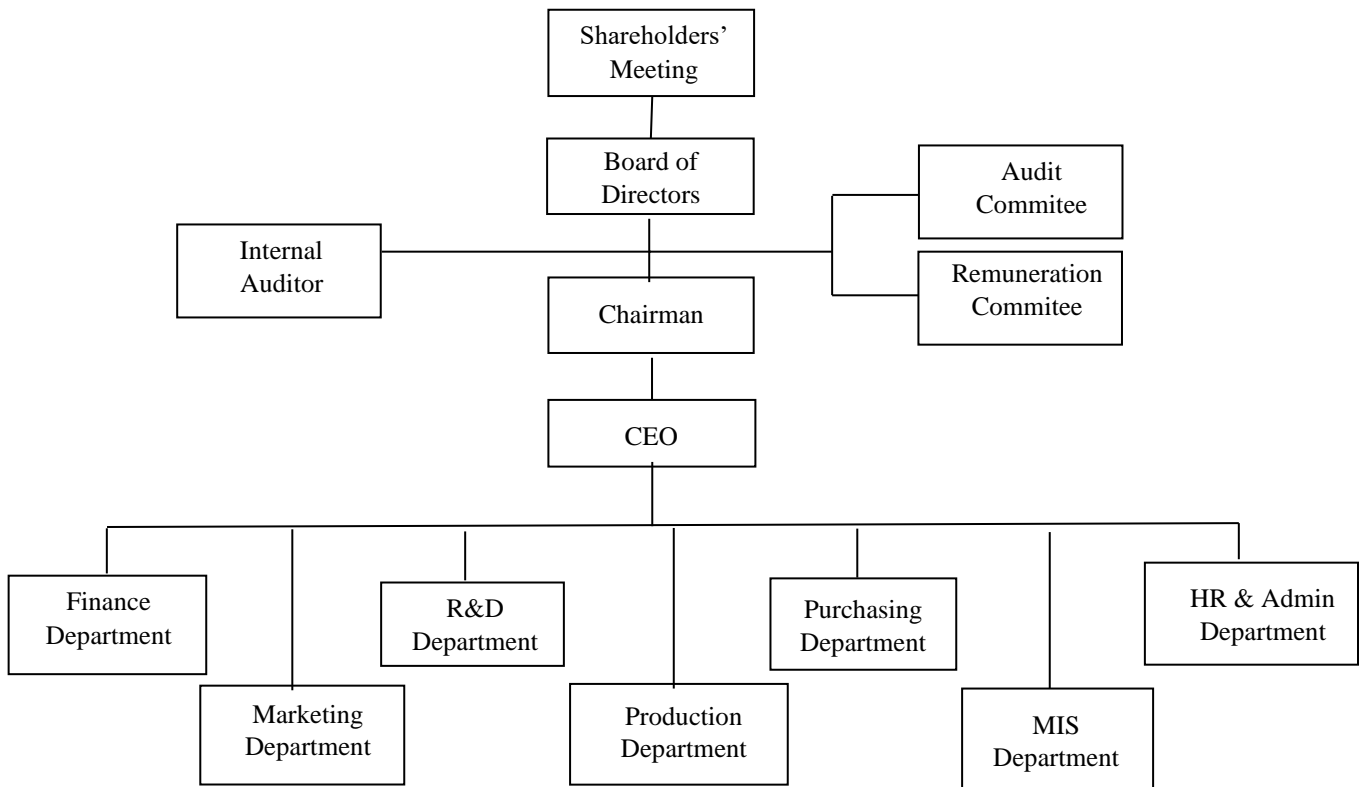 Shareholders’
Meeting
Board of
Directors
Audit
Commitee
Internal
Auditor
Remuneration
Commitee
Chairman
CEO
Finance
Department
R&D
Department
Purchasing
Department
HR & Admin
Department
Marketing
Department
Production
Department
MIS
Department